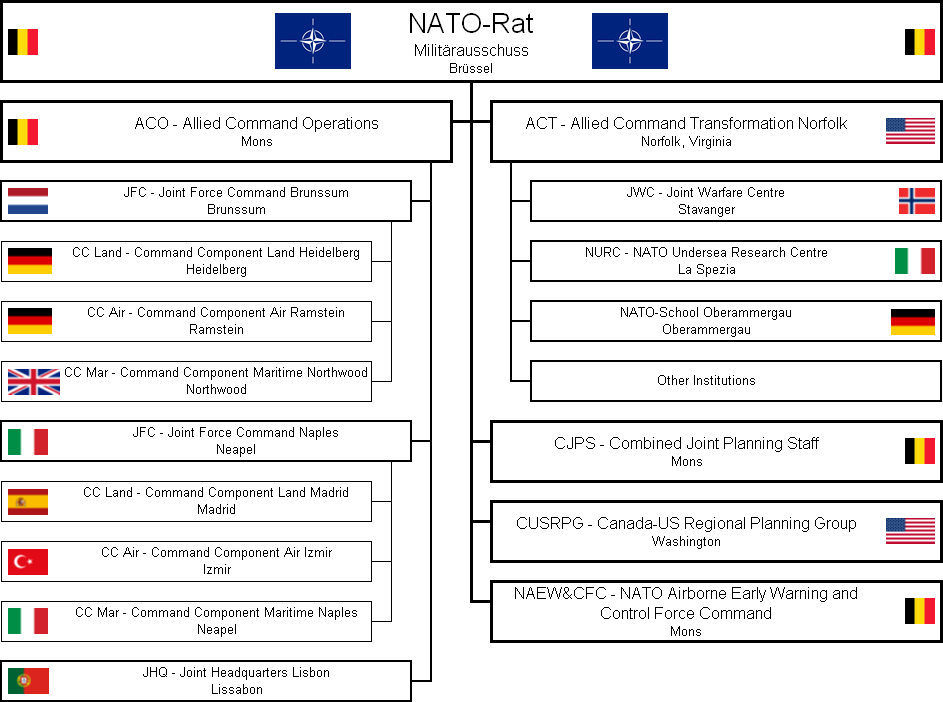 NATO-Rat
Militärausschuss
Brüssel
ACO - Allied Command Operations
Mons
JFC - Joint Force Command Brunssum
Brunssum
CC Land - Command Component Land Heidelberg
Heidelberg
CC Air - Command Component Air Ramstein
Ramstein
CC Mar - Command Component Maritime Northwood
Northwood
JFC - Joint Force Command Naples
Neapel
CC Land - Command Component Land Madrid
Madrid
CC Air - Command Component Air Izmir
Izmir
CC Mar - Command Component Maritime Naples
Neapel
JHQ - Joint Headquarters Lisbon
Lissabon
ACT - Allied Command Transformation Norfolk
Norfolk, Virginia
JWC - Joint Warfare Centre
Stavanger
NURC - NATO Undersea Research Centre
La Spezia
NATO-School Oberammergau
Oberammergau
Other Institutions
CJPS - Combined Joint Planning Staff
Mons
CUSRPG - Canada-US Regional Planning Group
Washington
NAEW&CFC - NATO Airborne Early Warning and
Control Force Command
Mons